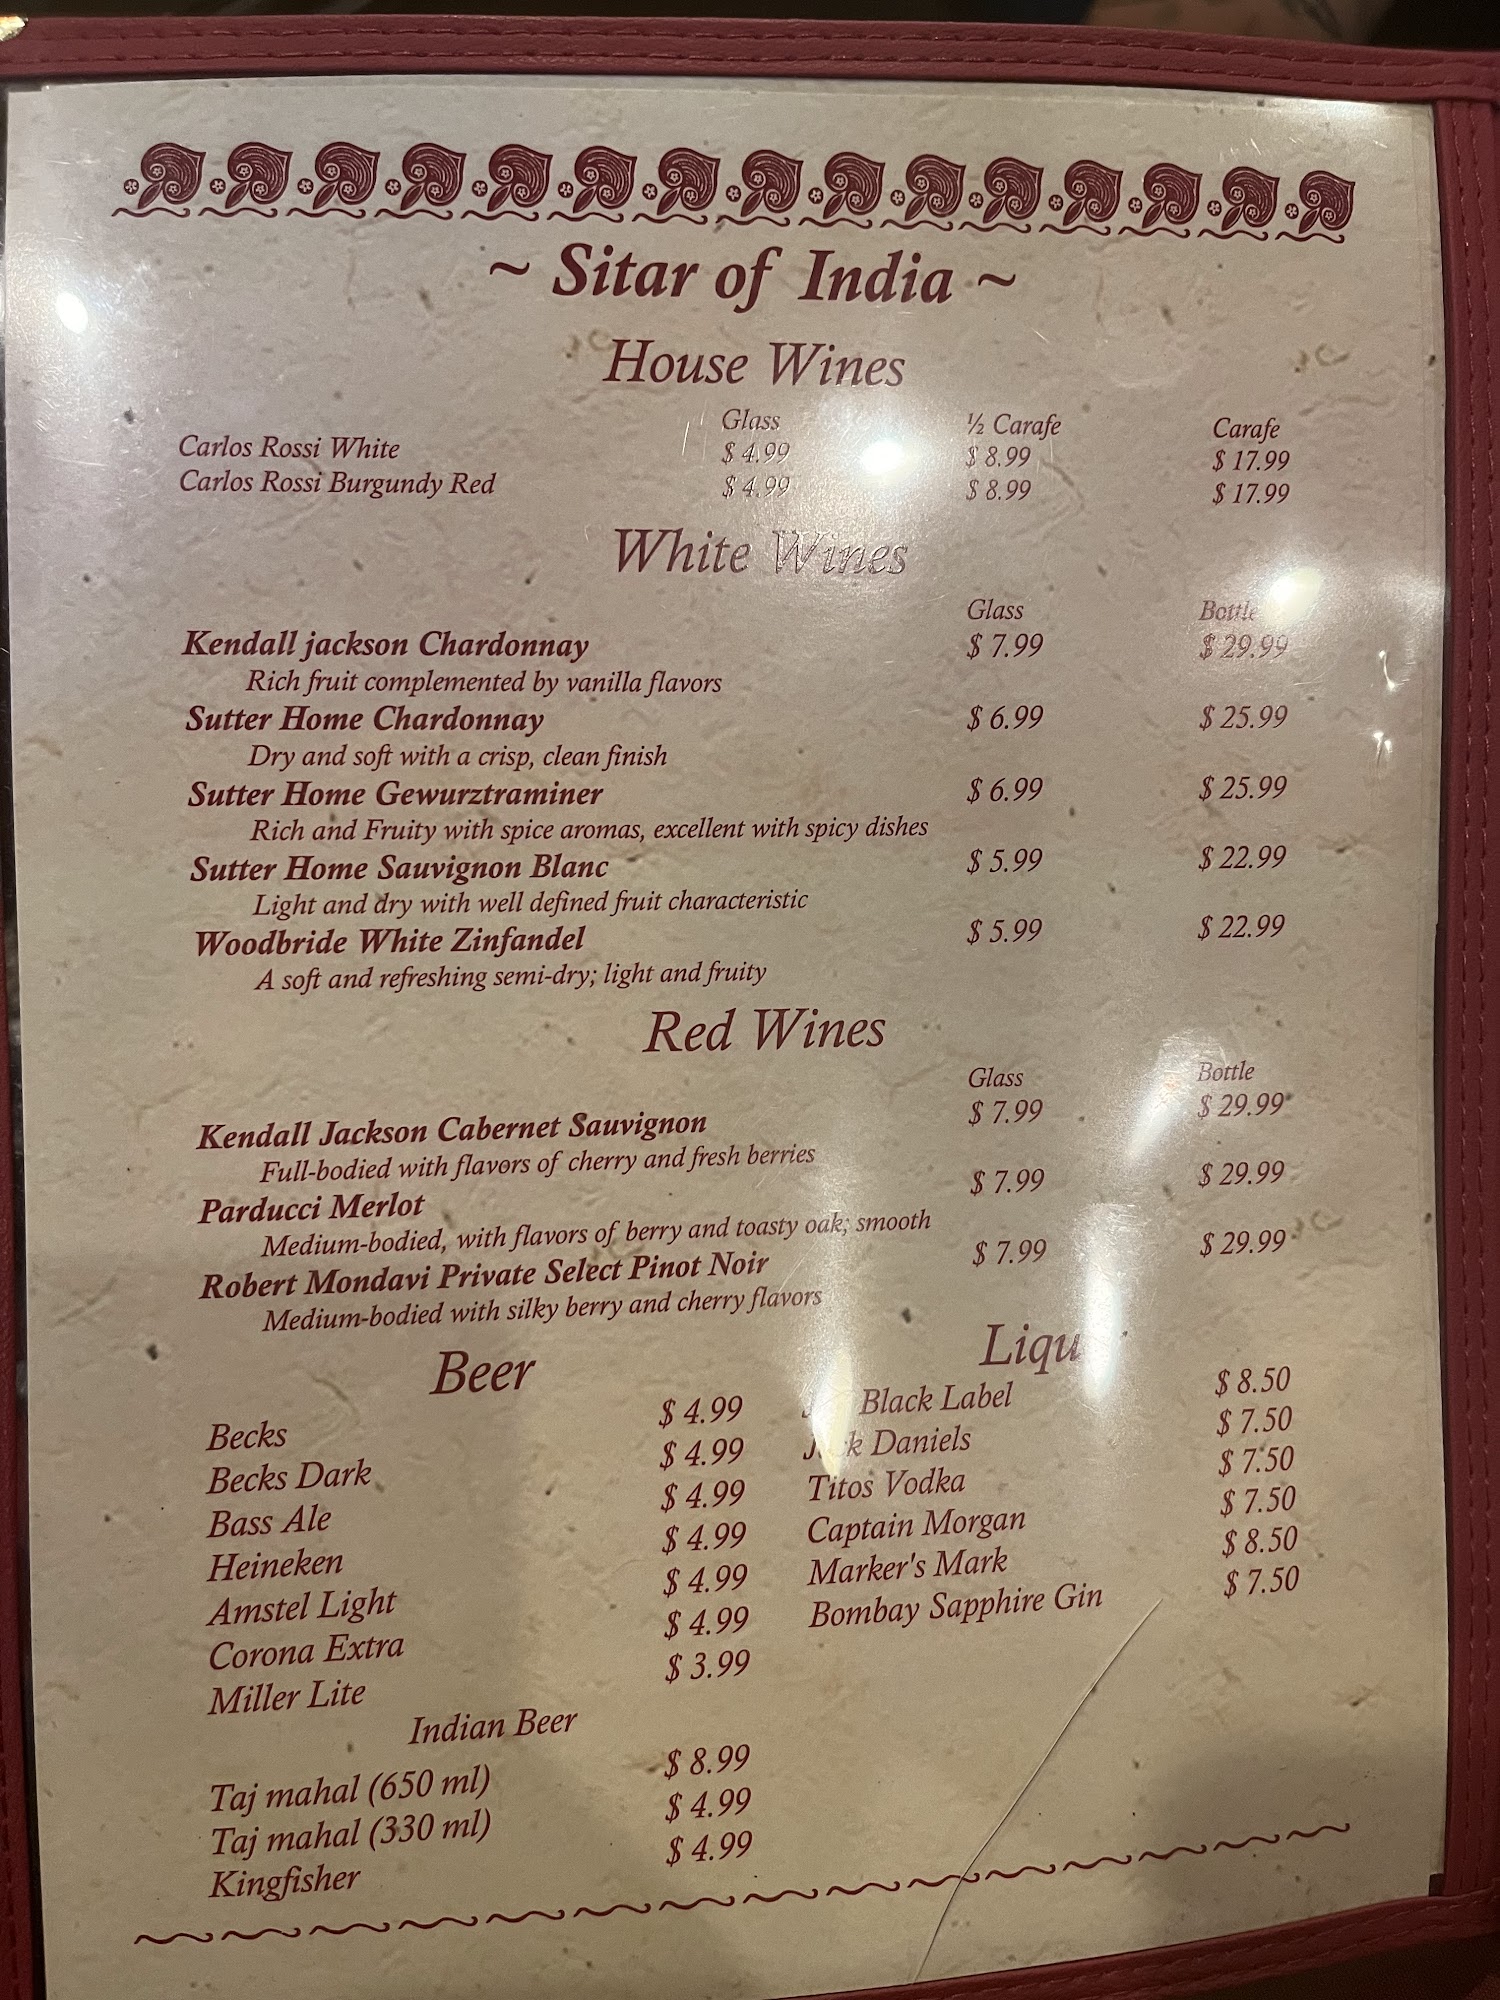 ~ Sitar of India ~
House Wines
Glass ½ Carafe Carafe
Carlos Rossi White $ 4.99 $ 8.99 $ 17.99
Carlos Rossi Burgundy Red $ 4.99 $ 8.99 $ 17.99
White Wines
Glass Bottle
Kendall jackson Chardonnay $ 7.99 $ 29.99
Rich fruit complemented by vanilla flavors
Sutter Home Chardonnay $ 6.99 $ 25.99
Dry and soft with a crisp, clean finish
Sutter Home Gewurztraminer $ 6.99 $ 25.99
Rich and Fruity with spice aromas, excellent with spicy dishes
Sutter Home Sauvignon Blanc $ 5.99 $ 22.99
Light and dry with well defined fruit characteristic
Woodbride White Zinfandel $ 5.99 $ 22.99
A soft and refreshing semi-dry; light and fruity
Red Wines
Glass Bottle
Kendall Jackson Cabernet Sauvignon $ 7.99 $ 29.99
Full-bodied with flavors of cherry and fresh berries
Parducci Merlot $ 7.99 $ 29.99
Medium-bodied, with flavors of berry and toasty oak; smooth
Robert Mondavi Private Select Pinot Noir $ 7.99 $ 29.99
Medium-bodied with silky berry and cherry flavors
Beer
Becks $ 4.99
Becks Dark $ 4.99
Bass Ale $ 4.99
Heineken $ 4.99
Amstel Light $ 4.99
Corona Extra $ 4.99
Miller Lite $ 3.99
Indian Beer
Taj mahal (650 ml) $ 8.99
Taj mahal (330 ml) $ 4.99
Kingfisher $ 4.99
Black Label $ 8.50
Jack Daniels $ 7.50
Titos Vodka $ 7.50
Captain Morgan $ 7.50
Marker's Mark $ 8.50
Bombay Sapphire Gin $ 7.50